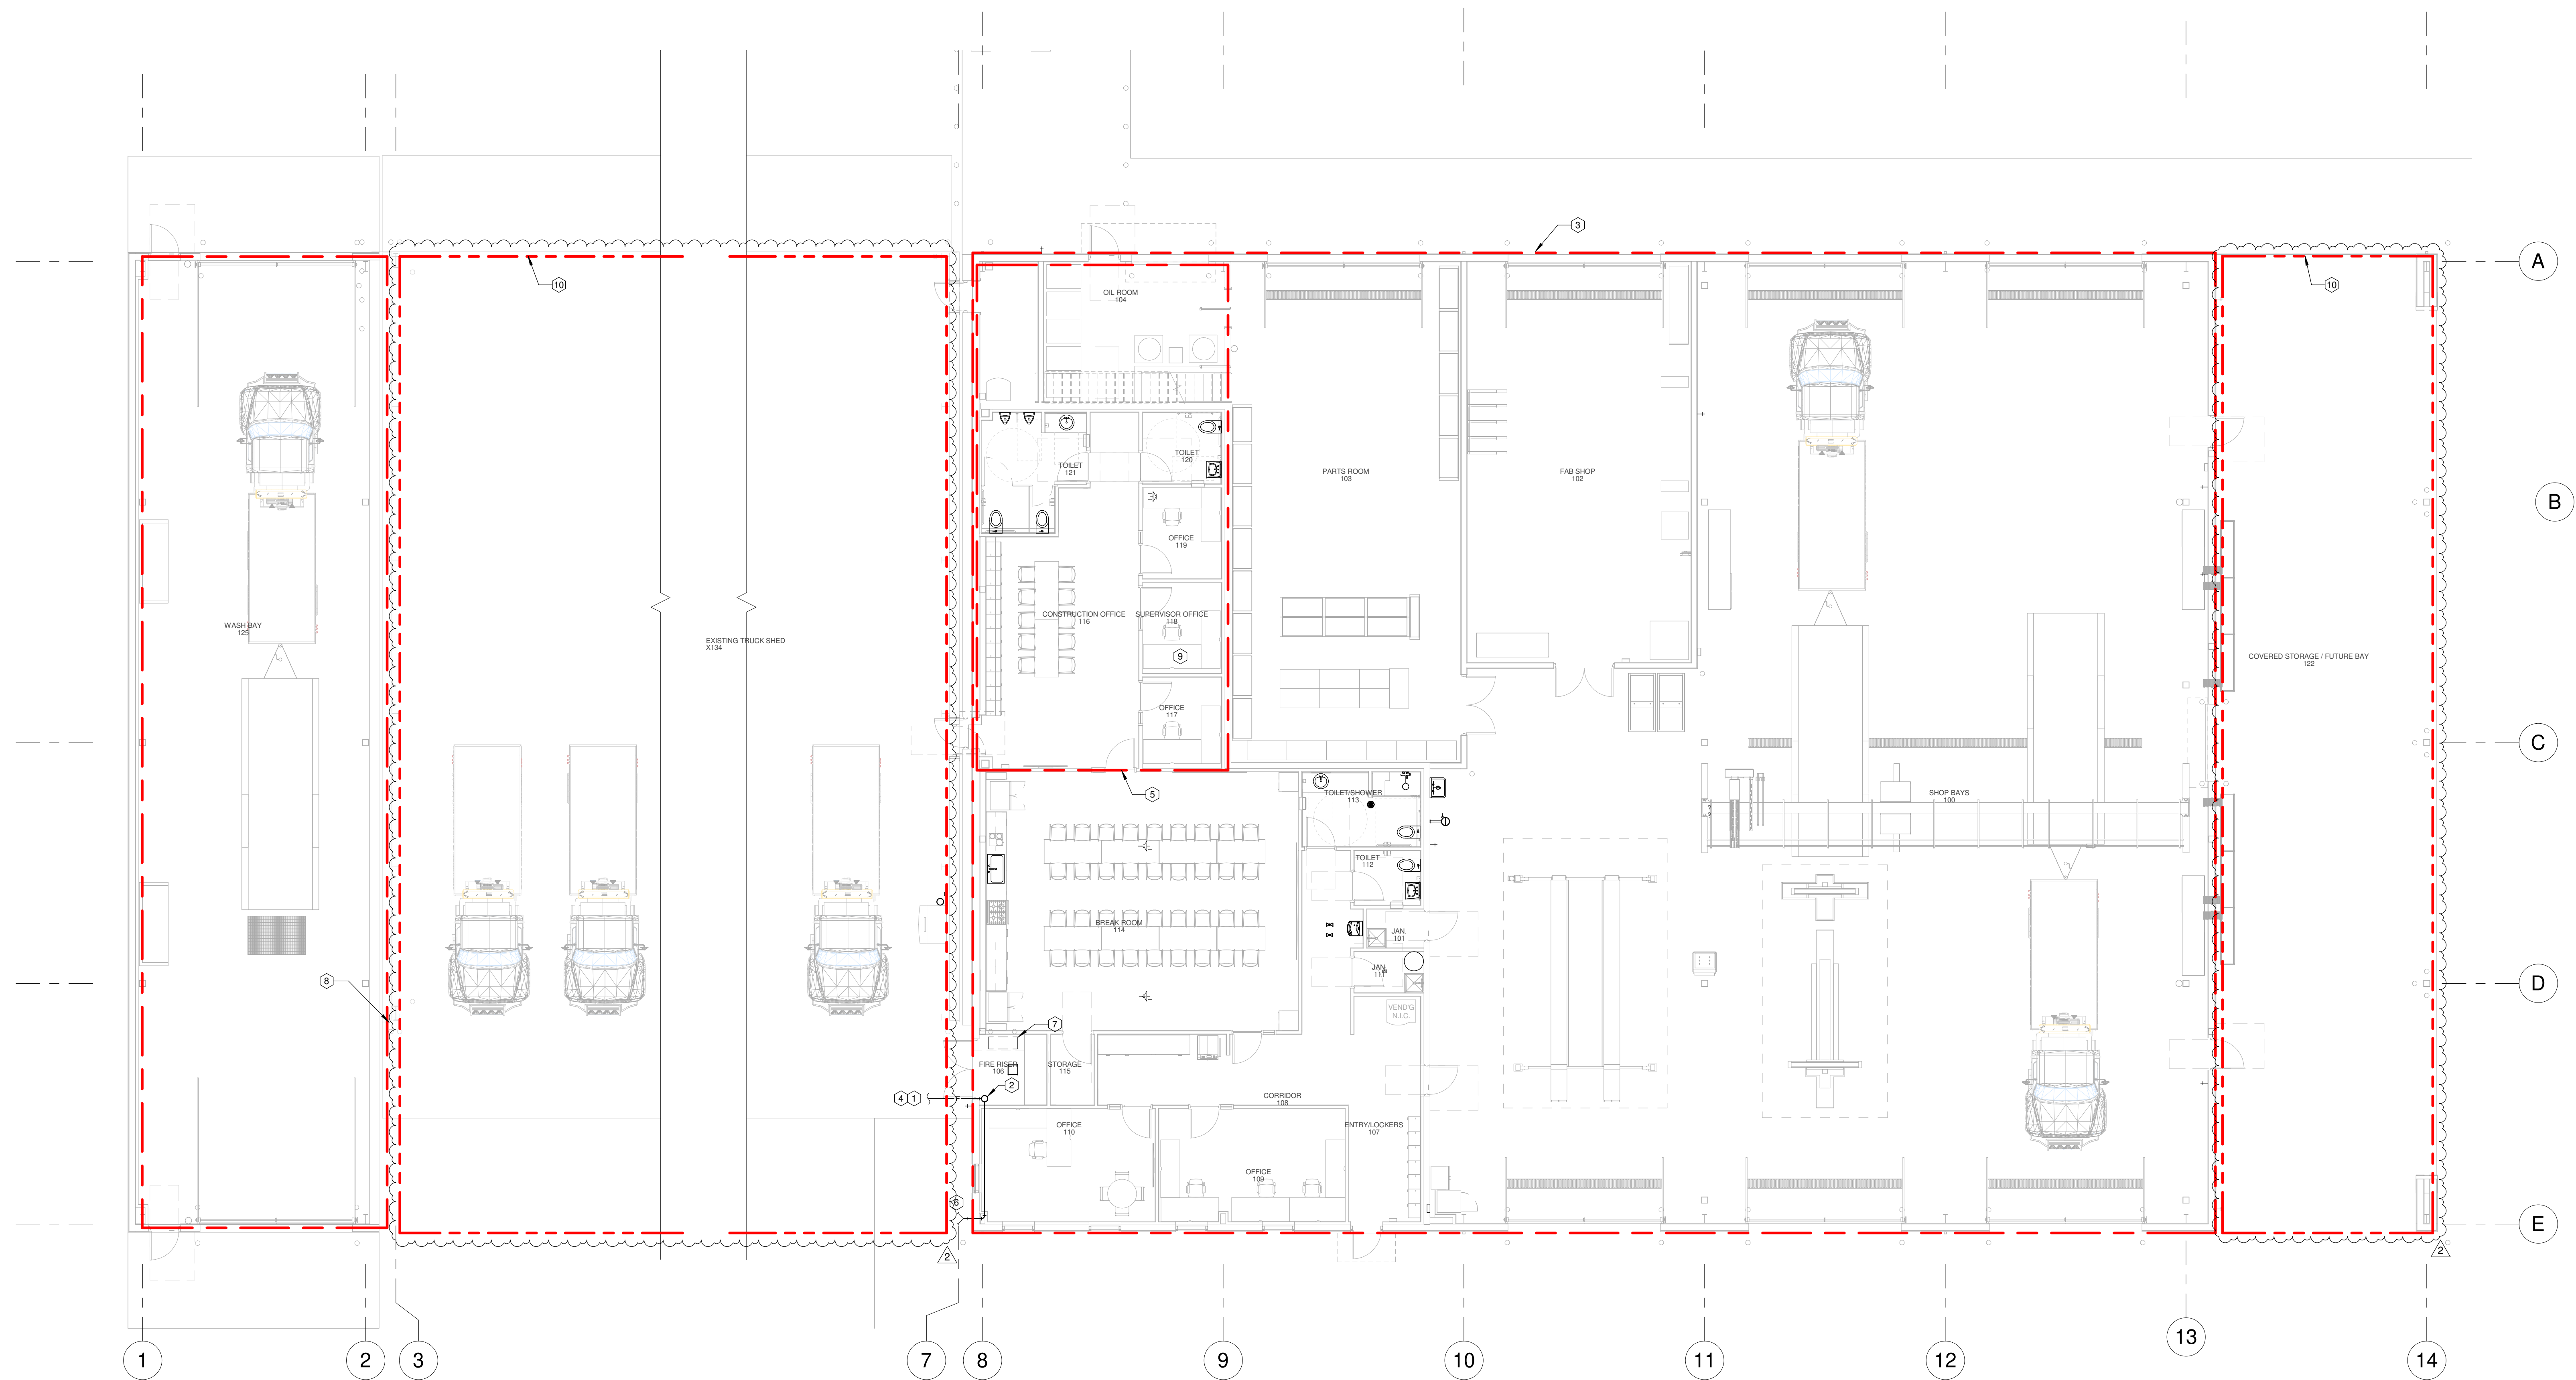 3
A
10
10
OIL ROOM
104
TOILET
121
TOILET
120
PARTS ROOM
103
FAB SHOP
102
B
OFFICE
119
CONSTRUCTION OFFICE
116
SUPERVISOR OFFICE
118
WASH BAY
125
EXISTING TRUCK SHED
X134
9
COVERED STORAGE / FUTURE BAY
122
OFFICE
117
C
5
TOILET/SHOWER
113
SHOP BAYS
100
?
?
TOILET
112
BREAK ROOM
114
JAN.
101
JAN.
111
8
D
VEND'G
N.I.C.
7
FIRE RISER
106
STORAGE
115
2
4
1
CORRIDOR
108
OFFICE
110
ENTRY/LOCKERS
107
OFFICE
109
6
E
2
2
1
2
3
7
8
9
10
11
12
13
14